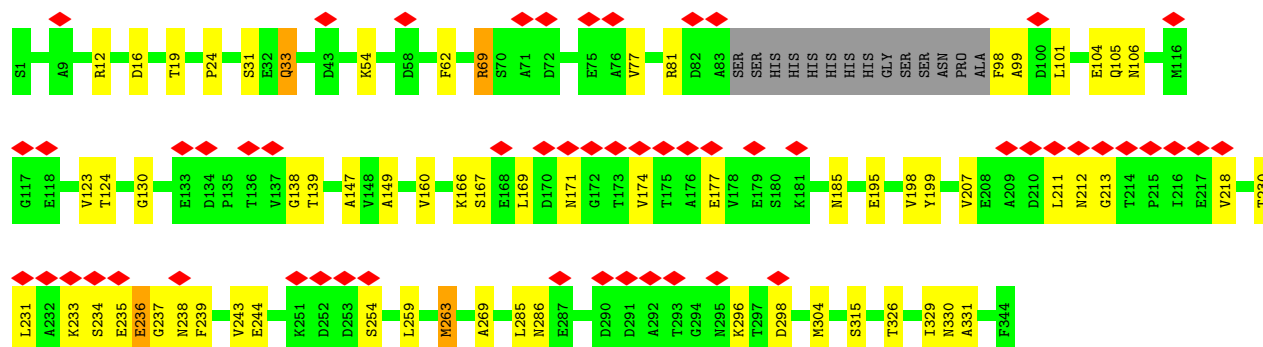 S1 A9 R12 D16 T19 P24 S31 E32 Q33 D43 K54 D58 F62 R69 S70 A71 D72 E75 A76 V77 R81 D82 A83 SER SER HIS HIS HIS HIS HIS HIS GLY SER SER ASN PRO ALA F98 A99 D100 L101 E104 Q105 N106 M116
G117 E118 V123 T124 G130 E133 D134 P135 T136 V137 G138 T139 A147 V148 A149 V160 K166 S167 E168 L169 D170 N171 G172 T173 V174 T175 A176 E177 V178 E179 S180 K181 N185 E195 V198 Y199 V207 E208 A209 D210 L211 N212 G213 T214 P215 I216 E217 V218 T230
L231 A232 K233 S234 E235 E236 G237 N238 F239 V243 E244 K251 D252 D253 S254 L259 M263 A269 L285 N286 E287 D290 D291 A292 T293 G294 N295 K296 T297 D298 M304 S315 T326 I329 N330 A331 F344